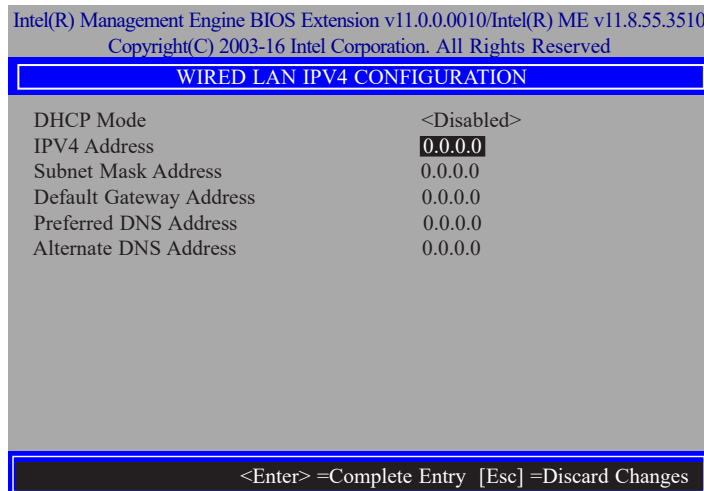 Intel(R) Management Engine BIOS Extension v11.0.0.0010/Intel(R) ME v11.8.55.3510
Copyright(C) 2003-16 Intel Corporation. All Rights Reserved
WIRED LAN IPV4 CONFIGURATION
DHCP Mode <Disabled>
IPV4 Address 0.0.0.0
Subnet Mask Address 0.0.0.0
Default Gateway Address 0.0.0.0
Preferred DNS Address 0.0.0.0
Alternate DNS Address 0.0.0.0
<Enter> =Complete Entry [Esc] =Discard Changes